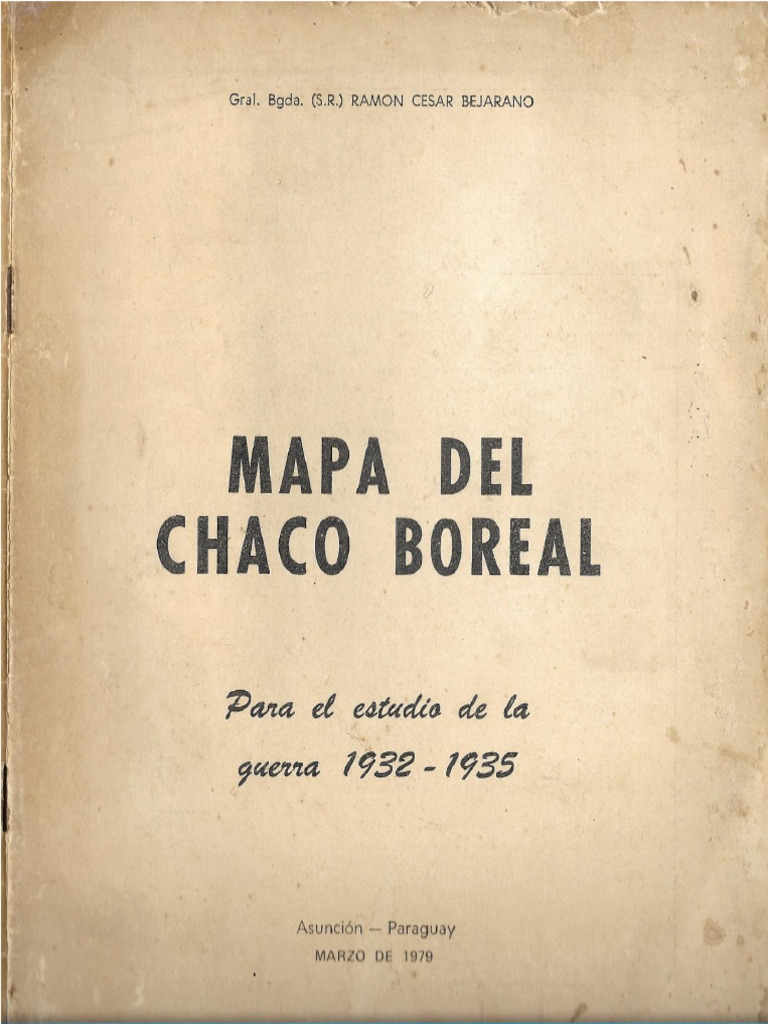 Gral. Bgda. (S.R.) RAMON CESAR BEJARANO
MAPA DEL
CHACO BOREAL
Para el estudio de la
guerra 1932 - 1935
Asunción — Paraguay
MARZO DE 1979